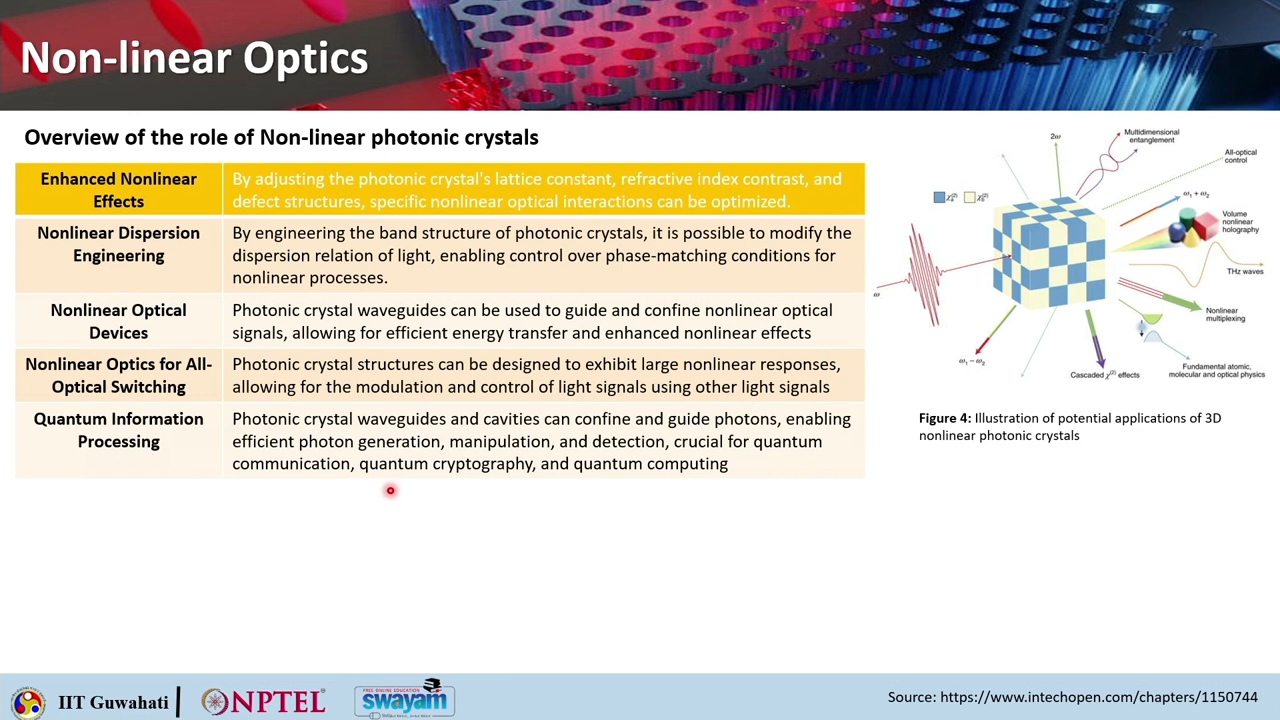 Non-linear Optics
Overview of the role of Non-linear photonic crystals
Enhanced Nonlinear
Effects
By adjusting the photonic crystal's lattice constant, refractive index contrast, and
defect structures, specific nonlinear optical interactions can be optimized.
Nonlinear Dispersion
Engineering
By engineering the band structure of photonic crystals, it is possible to modify the
dispersion relation of light, enabling control over phase-matching conditions for
nonlinear processes.
Nonlinear Optical
Devices
Photonic crystal waveguides can be used to guide and confine nonlinear optical
signals, allowing for efficient energy transfer and enhanced nonlinear effects
Nonlinear Optics for All-
Optical Switching
Photonic crystal structures can be designed to exhibit large nonlinear responses,
allowing for the modulation and control of light signals using other light signals
Quantum Information
Processing
Photonic crystal waveguides and cavities can confine and guide photons, enabling
efficient photon generation, manipulation, and detection, crucial for quantum
communication, quantum cryptography, and quantum computing
2ω
Multidimensional
entanglement
All-optical
control
ω₁ + ω₂
Volume
nonlinear
holography
THz waves
ω
Nonlinear
multiplexing
ω₁ − ω₂
Cascaded χ⁽²⁾ effects
Fundamental atomic,
molecular and optical physics
Figure 4: Illustration of potential applications of 3D
nonlinear photonic crystals
IIT Guwahati
NPTEL
FREE ONLINE EDUCATION
swayam
Source: https://www.intechopen.com/chapters/1150744